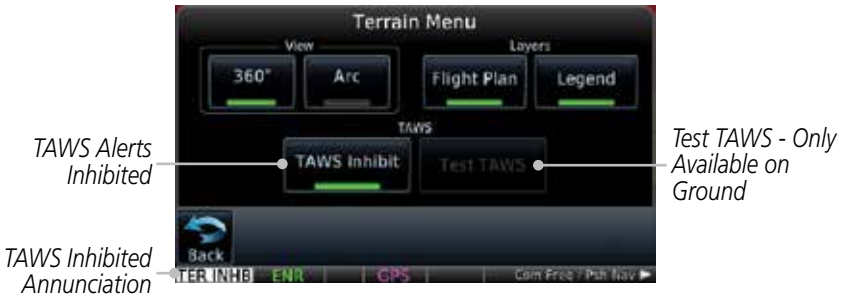 Terrain Menu
View
Layers
360°
Arc
Flight Plan
Legend
TAWS
TAWS Alerts
Inhibited
TAWS Inhibit
Test TAWS
Test TAWS - Only
Available on
Ground
Back
TAWS Inhibited
Annunciation
TER INHB
ENR
GPS
Com Freq / Psh Nav